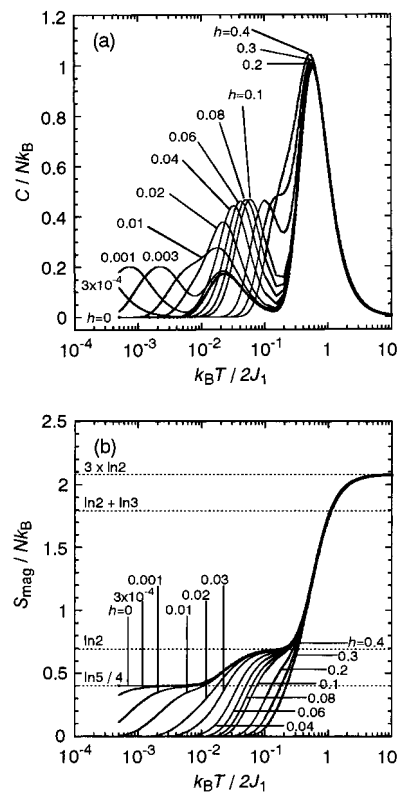 (a)
h=0.4
0.3
0.2
h=0.1
0.08
0.06
0.04
0.02
0.01
0.001 0.003
3x10⁻⁴
h=0
C / Nk_B
1.2
1
0.8
0.6
0.4
0.2
0
10⁻⁴ 10⁻³ 10⁻² 10⁻¹ 1 10
k_BT / 2J₁
(b)
2.5
2
1.5
1
0.5
0
S_mag / Nk_B
3 x ln2
ln2 + ln3
0.001
3x10⁻⁴
h=0
0.01
0.02
0.03
ln2
ln5 / 4
h=0.4
0.3
0.2
0.1
0.08
0.06
0.04
10⁻⁴ 10⁻³ 10⁻² 10⁻¹ 1 10
k_BT / 2J₁